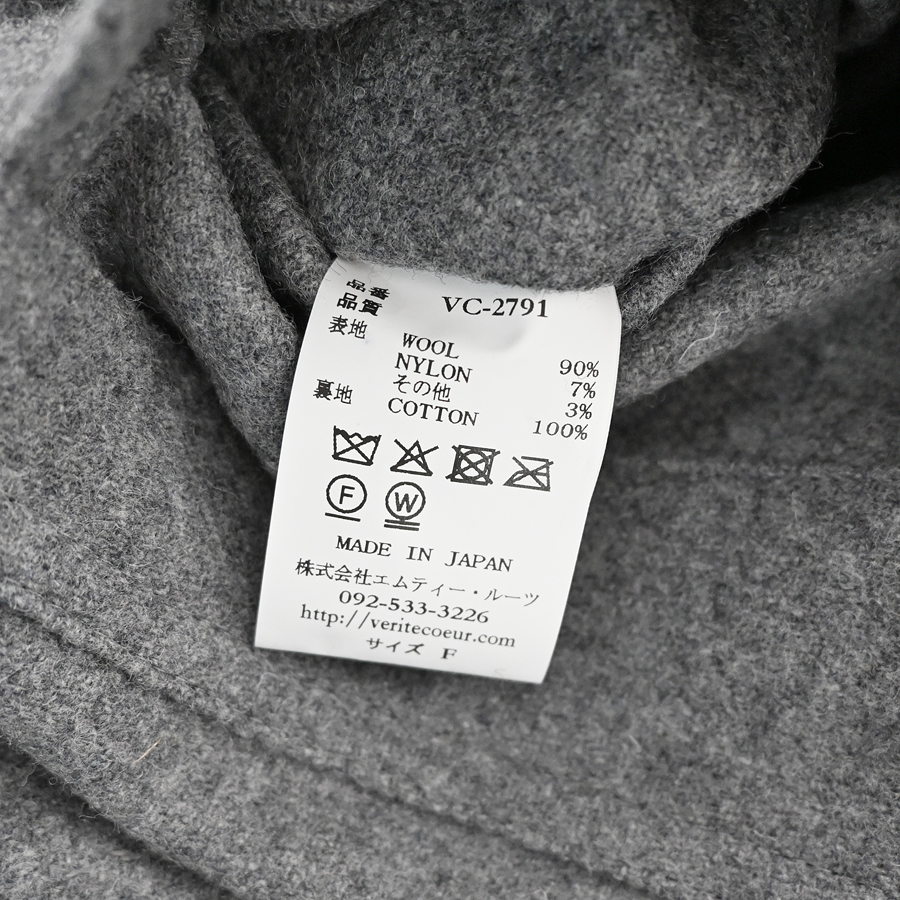 品番 VC-2791
品質
表地 WOOL 90%
NYLON 7%
その他 3%
裏地 COTTON 100%
F W
MADE IN JAPAN
株式会社エムティー・ルーツ
092-533-3226
http://veritecoeur.com
サイズ F